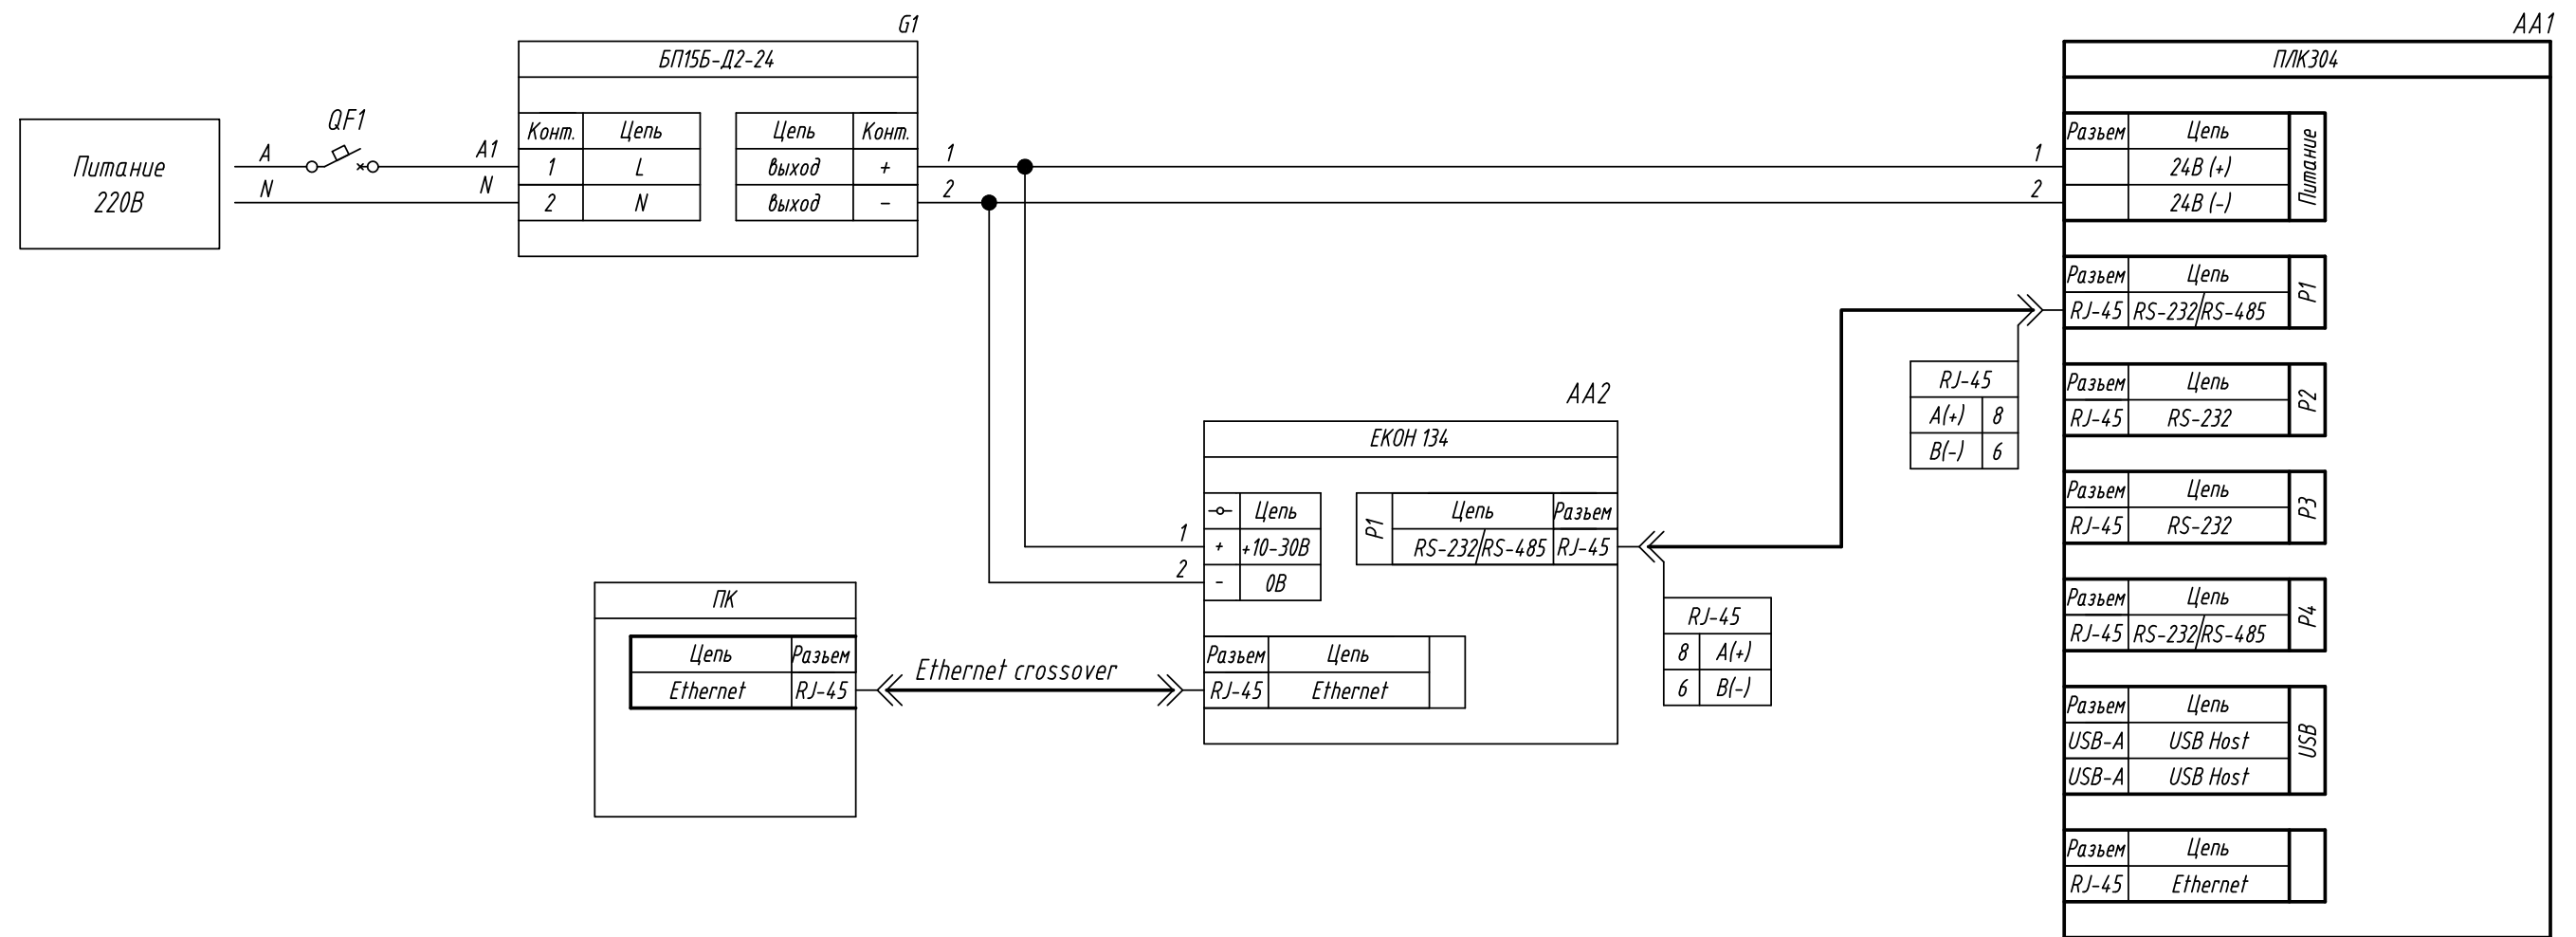 G1
AA1
БП15Б-Д2-24
ПЛК304
Питание
220В
A
QF1
A1
N
N
Конт. Цепь
1 L
2 N
Цепь Конт.
выход +
выход -
1
2
1
2
Разъем Цепь
24В (+)
24В (-)
Питание
Разъем Цепь
RJ-45 RS-232/RS-485
P1
RJ-45
A(+) 8
B(-) 6
Разъем Цепь
RJ-45 RS-232
P2
Разъем Цепь
RJ-45 RS-232
P3
Разъем Цепь
RJ-45 RS-232/RS-485
P4
Разъем Цепь
USB-A USB Host
USB-A USB Host
USB
Разъем Цепь
RJ-45 Ethernet
AA2
ЕКОН 134
1
2
Цепь
+ +10-30В
- 0В
P1
Цепь Разъем
RS-232/RS-485 RJ-45
RJ-45
8 A(+)
6 B(-)
Разъем Цепь
RJ-45 Ethernet
ПК
Цепь Разъем
Ethernet RJ-45
Ethernet crossover